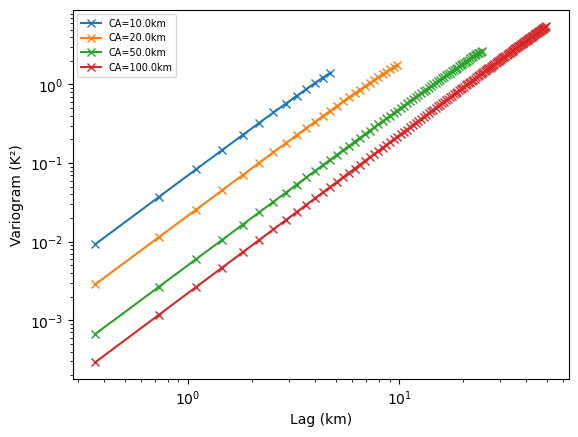 CA=10.0km
CA=20.0km
CA=50.0km
CA=100.0km
10⁰
10⁻¹
10⁻²
10⁻³
Variogram (K²)
10⁰ 10¹
Lag (km)